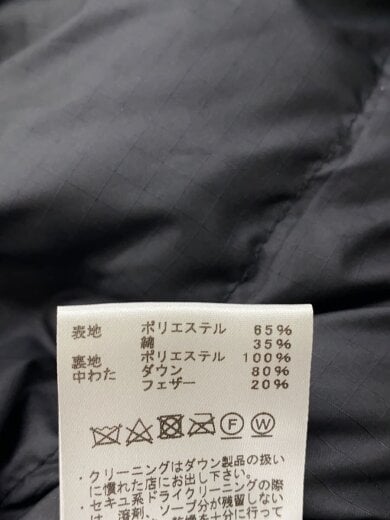 表地 ポリエステル 65%
綿 35%
裏地 ポリエステル 100%
中わた ダウン 80%
フェザー 20%
F W
・クリーニングはダウン製品の扱い
に慣れた店にお出し下さい。
・セキユ系ドライクリーニングの際
は、溶剤、ソープ分が残留しない